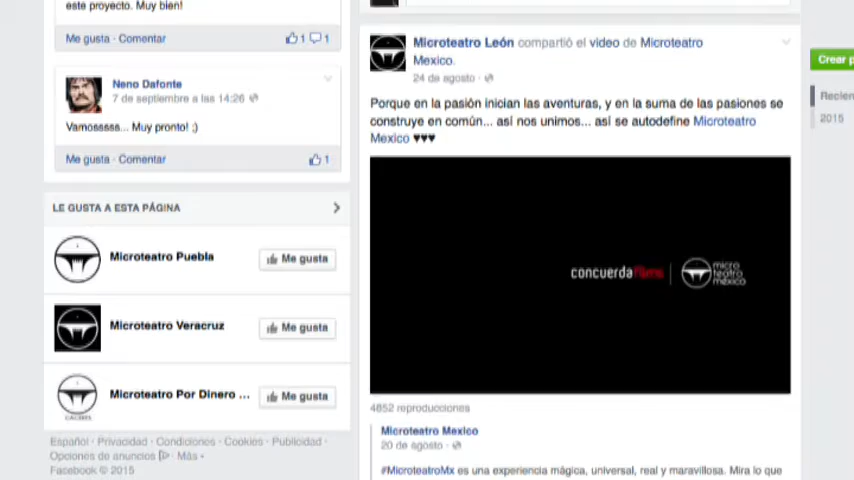 este proyecto. Muy bien!
Me gusta · Comentar 1 1
Neno Dafonte
7 de septiembre a las 14:26
Vamosssss... Muy pronto! ;)
Me gusta · Comentar 1
LE GUSTA A ESTA PÁGINA
Microteatro Puebla
Me gusta
Microteatro Veracruz
Me gusta
Microteatro Por Dinero ...
Me gusta
CACERES
Español · Privacidad · Condiciones · Cookies · Publicidad ·
Opciones de anuncios · Más
Facebook © 2015
Microteatro León compartió el video de Microteatro
Mexico.
24 de agosto ·
Porque en la pasión inician las aventuras, y en la suma de las pasiones se
construye en común... así nos unimos... así se autodefine Microteatro
Mexico ♥♥♥
concuerdafilms
micro
teatro
méxico
4852 reproducciones
Microteatro Mexico
20 de agosto ·
#MicroteatroMx es una experiencia mágica, universal, real y maravillosa. Mira lo que
Crear p
Recien
2015